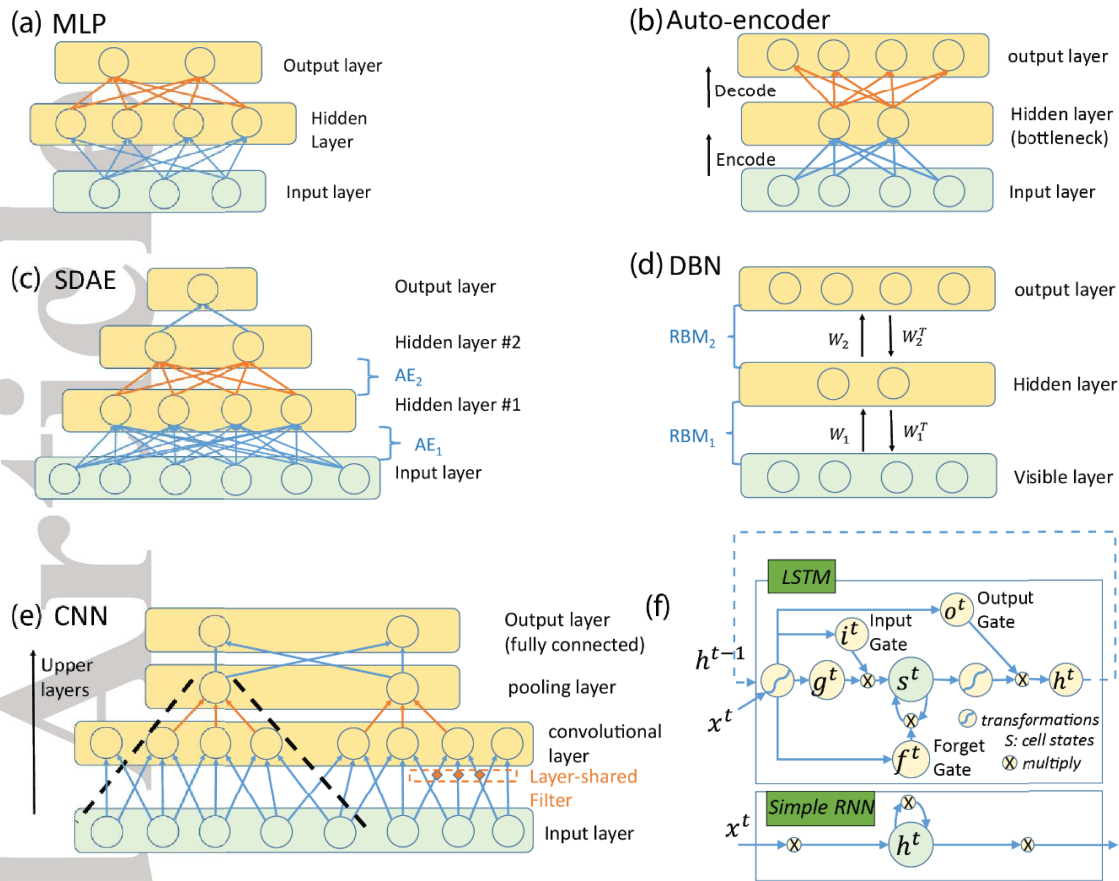 (a) MLP
Output layer
Hidden
Layer
Input layer
(b) Auto-encoder
output layer
Decode
Hidden layer
(bottleneck)
Encode
Input layer
(c) SDAE
Output layer
Hidden layer #2
AE₂
Hidden layer #1
AE₁
Input layer
(d) DBN
output layer
RBM₂
W₂ W₂ᵀ
Hidden layer
RBM₁
W₁ W₁ᵀ
Visible layer
(e) CNN
Output layer
(fully connected)
Upper
layers
pooling layer
convolutional
layer
Layer-shared
Filter
Input layer
(f)
LSTM
oᵗ Output
Gate
iᵗ Input
Gate
hᵗ⁻¹
gᵗ x sᵗ x hᵗ
xᵗ
transformations
x
S: cell states
fᵗ Forget
Gate
x multiply
Simple RNN
xᵗ
x
x hᵗ x
Article